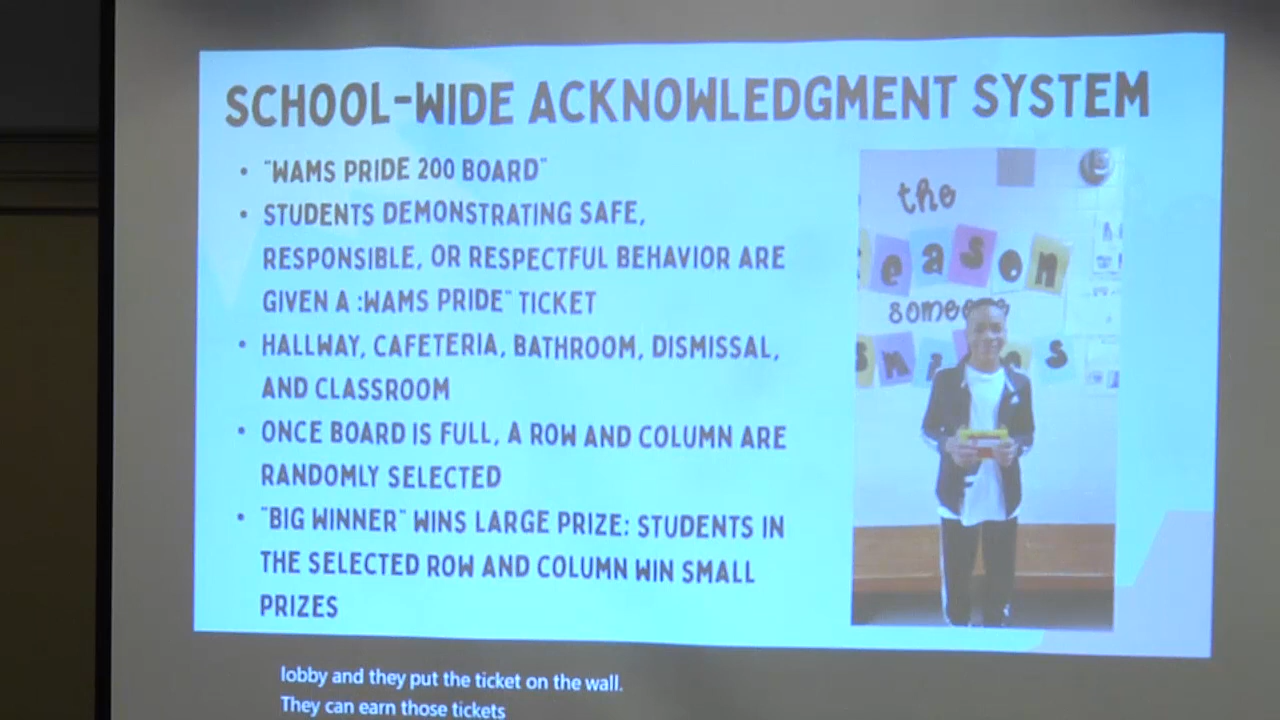 SCHOOL-WIDE ACKNOWLEDGMENT SYSTEM
• "WAMS PRIDE 200 BOARD"
• STUDENTS DEMONSTRATING SAFE,
RESPONSIBLE, OR RESPECTFUL BEHAVIOR ARE
GIVEN A :WAMS PRIDE" TICKET
• HALLWAY, CAFETERIA, BATHROOM, DISMISSAL,
AND CLASSROOM
• ONCE BOARD IS FULL, A ROW AND COLUMN ARE
RANDOMLY SELECTED
• "BIG WINNER" WINS LARGE PRIZE: STUDENTS IN
THE SELECTED ROW AND COLUMN WIN SMALL
PRIZES
the
eason
lobby and they put the ticket on the wall.
They can earn those tickets